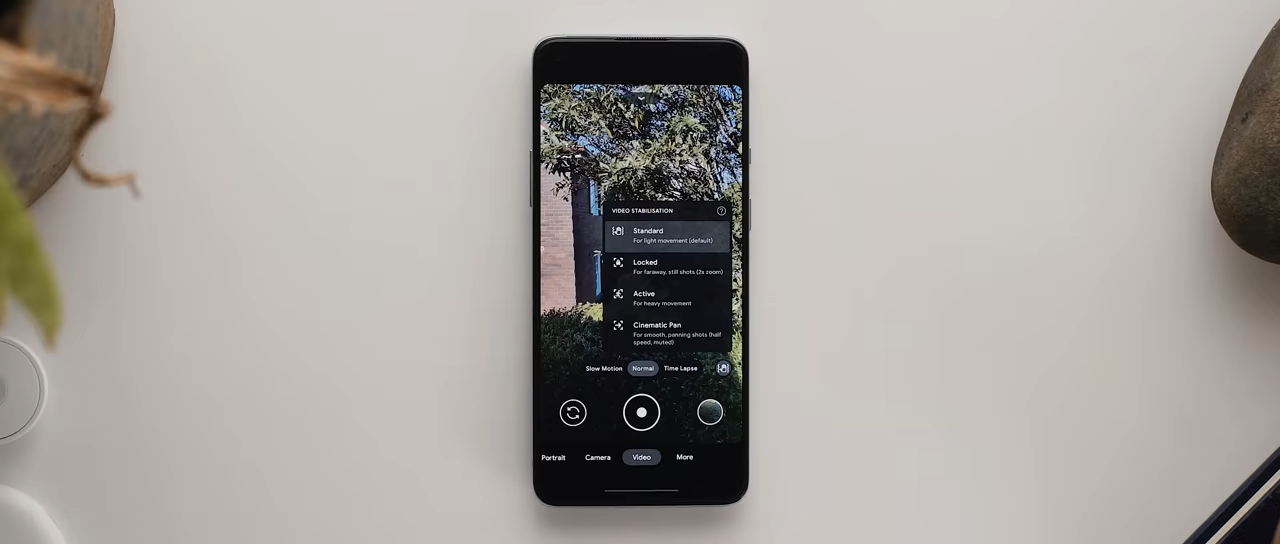 VIDEO STABILISATION
Standard
For light movement (default)
Locked
For faraway, still shots (2x zoom)
Active
For heavy movement
Cinematic Pan
For smooth, panning shots (half
speed, muted)
Slow Motion Normal Time Lapse
Portrait Camera Video More